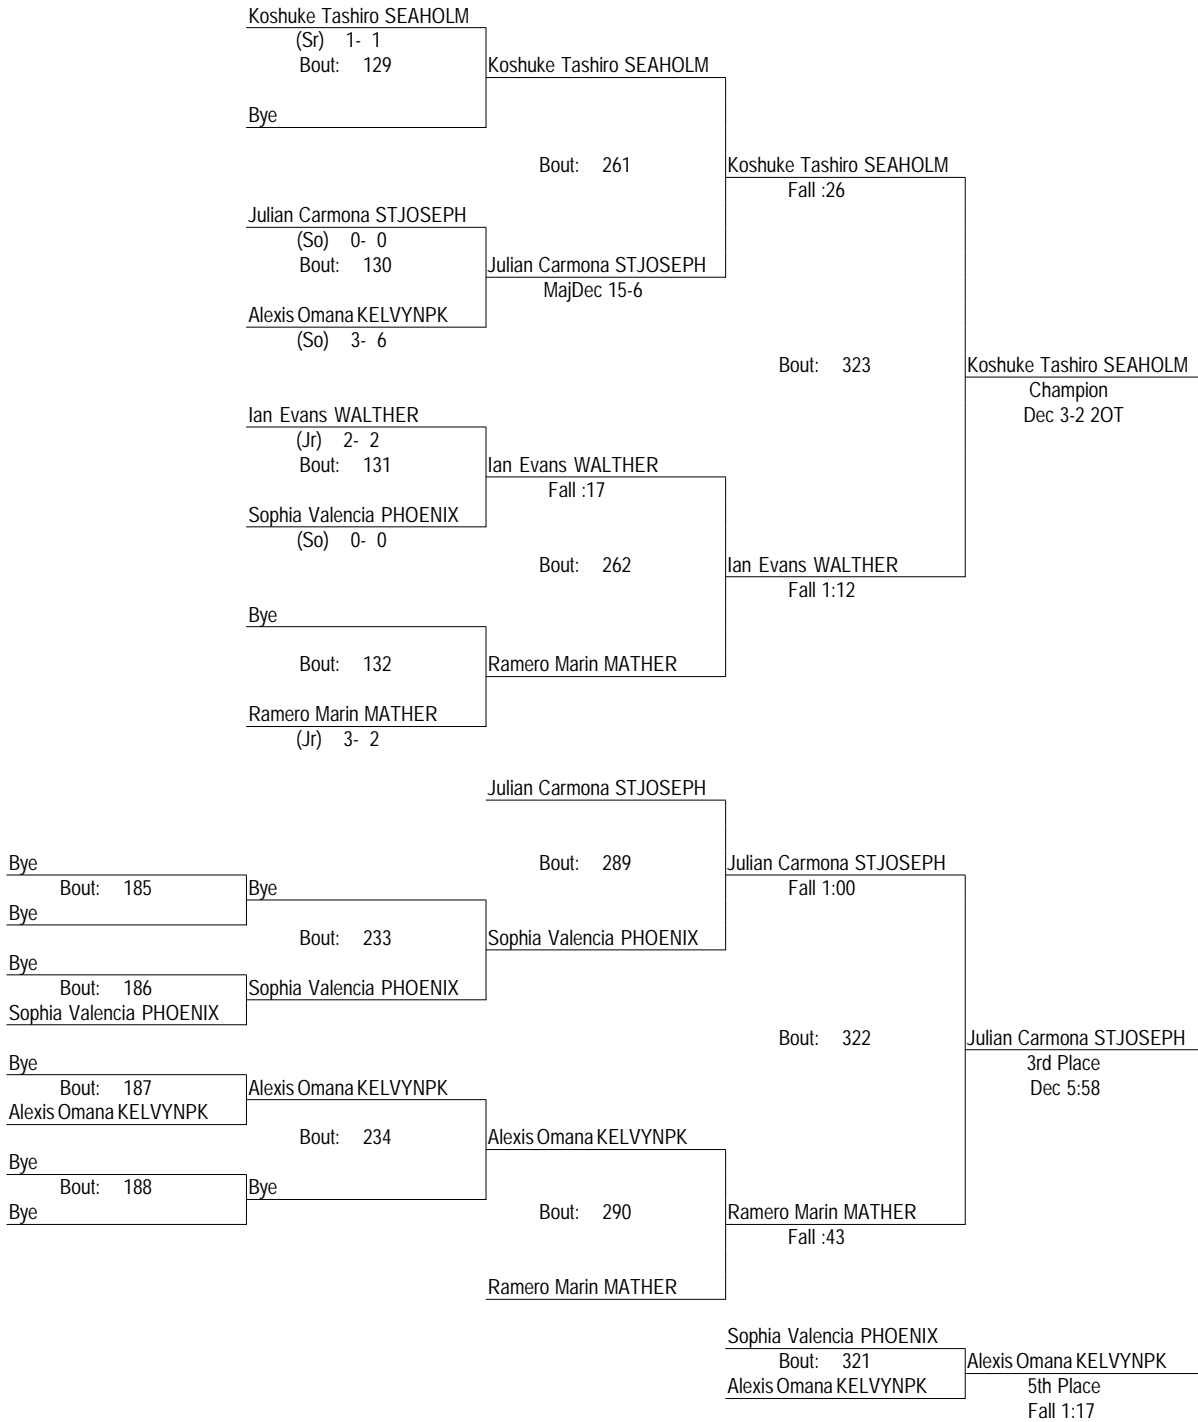 Koshuke Tashiro SEAHOLM
(Sr) 1- 1
Bout: 129
Koshuke Tashiro SEAHOLM
Bye
Bout: 261
Koshuke Tashiro SEAHOLM
Fall :26
Julian Carmona STJOSEPH
(So) 0- 0
Bout: 130
Julian Carmona STJOSEPH
MajDec 15-6
Alexis Omana KELVYNPK
(So) 3- 6
Bout: 323
Koshuke Tashiro SEAHOLM
Champion
Dec 3-2 2OT
Ian Evans WALTHER
(Jr) 2- 2
Bout: 131
Ian Evans WALTHER
Fall :17
Sophia Valencia PHOENIX
(So) 0- 0
Bout: 262
Ian Evans WALTHER
Fall 1:12
Bye
Bout: 132
Ramero Marin MATHER
Ramero Marin MATHER
(Jr) 3- 2
Julian Carmona STJOSEPH
Bye
Bout: 289
Julian Carmona STJOSEPH
Fall 1:00
Bout: 185
Bye
Bye
Bout: 233
Sophia Valencia PHOENIX
Bye
Bout: 186
Sophia Valencia PHOENIX
Sophia Valencia PHOENIX
Bout: 322
Julian Carmona STJOSEPH
3rd Place
Dec 5:58
Bye
Bout: 187
Alexis Omana KELVYNPK
Alexis Omana KELVYNPK
Bout: 234
Alexis Omana KELVYNPK
Bye
Bout: 188
Bye
Bye
Bout: 290
Ramero Marin MATHER
Fall :43
Ramero Marin MATHER
Sophia Valencia PHOENIX
Bout: 321
Alexis Omana KELVYNPK
Alexis Omana KELVYNPK
5th Place
Fall 1:17